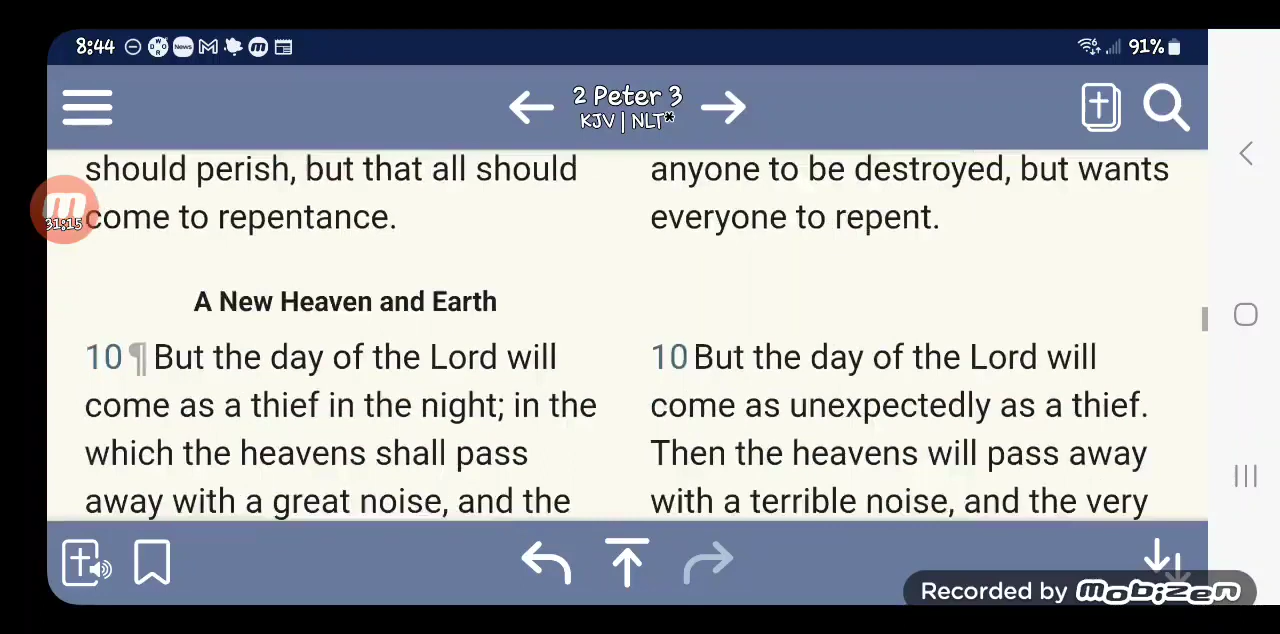 8:44
News
91%
2 Peter 3
KJV | NLT*
should perish, but that all should
come to repentance.
A New Heaven and Earth
10 ¶ But the day of the Lord will
come as a thief in the night; in the
which the heavens shall pass
away with a great noise, and the
anyone to be destroyed, but wants
everyone to repent.
10 But the day of the Lord will
come as unexpectedly as a thief.
Then the heavens will pass away
with a terrible noise, and the very
31:15
Recorded by mobizen